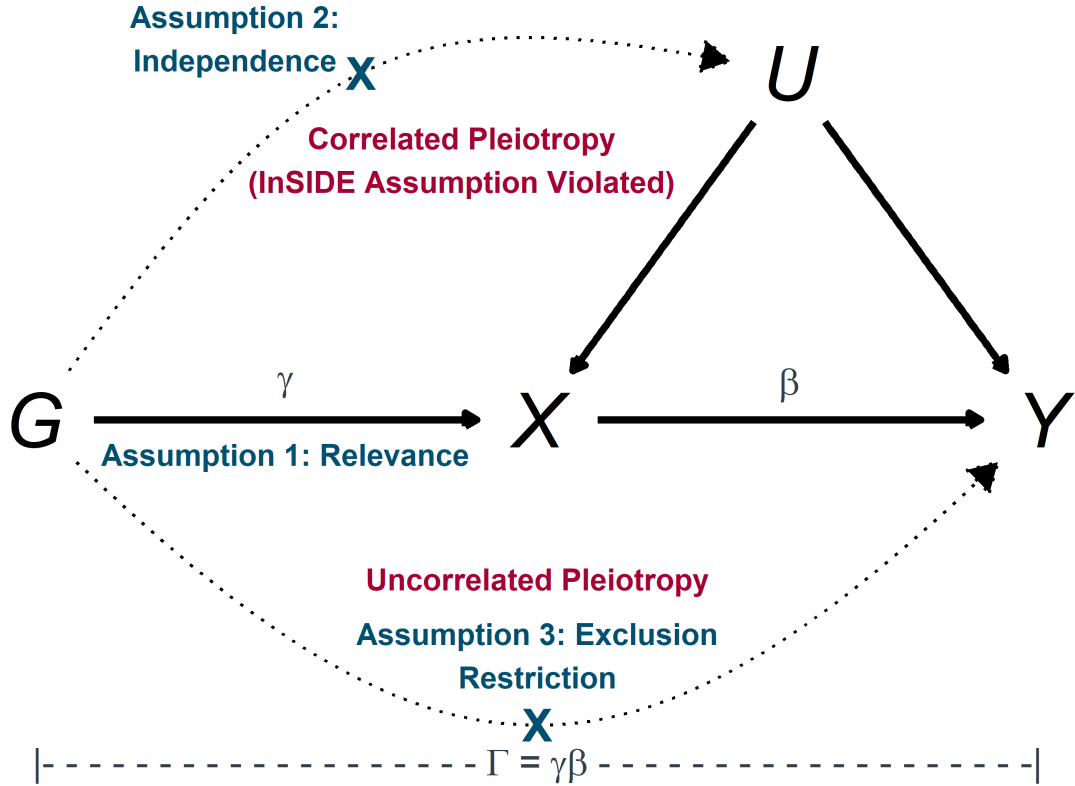 Assumption 2:
Independence
X
U
Correlated Pleiotropy
(InSIDE Assumption Violated)
γ
β
G
X
Y
Assumption 1: Relevance
Uncorrelated Pleiotropy
Assumption 3: Exclusion
Restriction
X
|- - - - - - - - - - - - - - - - - - - Γ = γβ - - - - - - - - - - - - - - - - - - -|